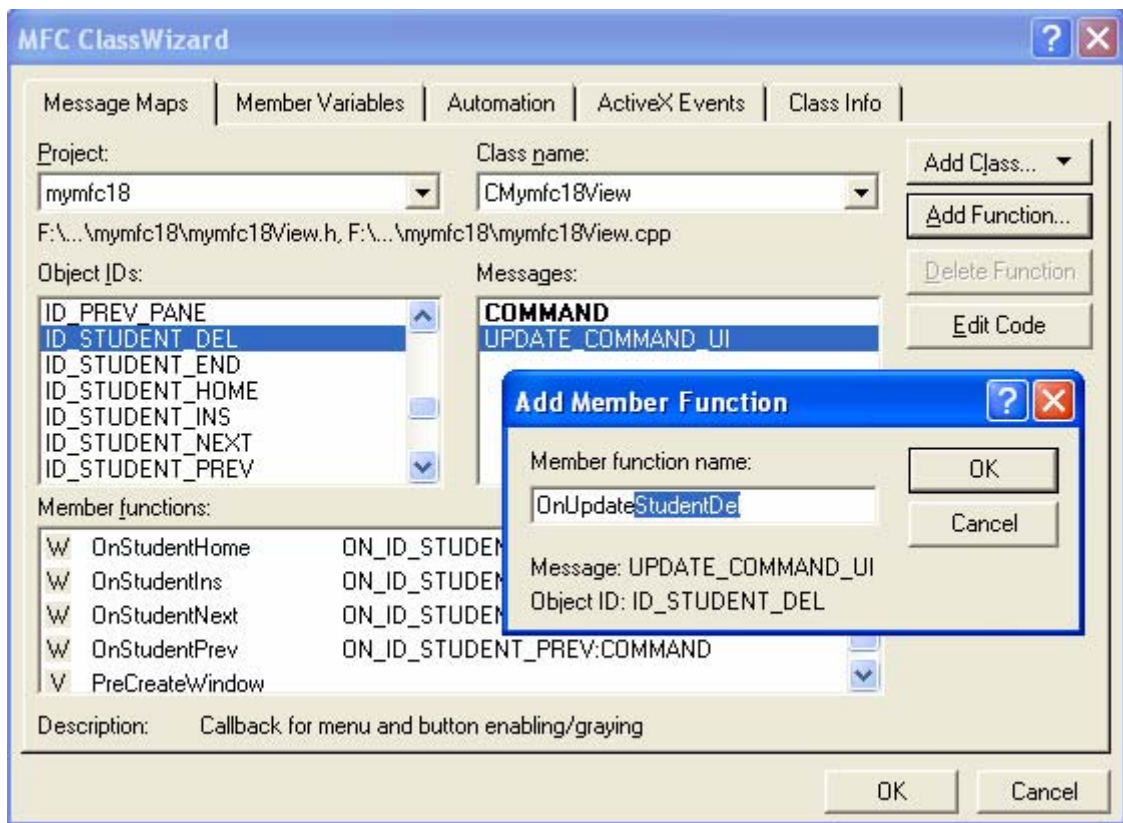 MFC ClassWizard
Message Maps Member Variables Automation ActiveX Events Class Info
Project:
mymfc18
Class name:
CMymfc18View
Add Class...
Add Function...
F:\...\mymfc18\mymfc18View.h, F:\...\mymfc18\mymfc18View.cpp
Delete Function
Edit Code
Object IDs:
ID_PREV_PANE
ID_STUDENT_DEL
ID_STUDENT_END
ID_STUDENT_HOME
ID_STUDENT_INS
ID_STUDENT_NEXT
ID_STUDENT_PREV
Messages:
COMMAND
UPDATE_COMMAND_UI
Add Member Function
Member function name:
OnUpdateStudentDel
OK
Cancel
Message: UPDATE_COMMAND_UI
Object ID: ID_STUDENT_DEL
Member functions:
W OnStudentHome ON_ID_STUDEN
W OnStudentIns ON_ID_STUDEN
W OnStudentNext ON_ID_STUDEN
W OnStudentPrev ON_ID_STUDENT_PREV:COMMAND
V PreCreateWindow
Description: Callback for menu and button enabling/graying
OK Cancel